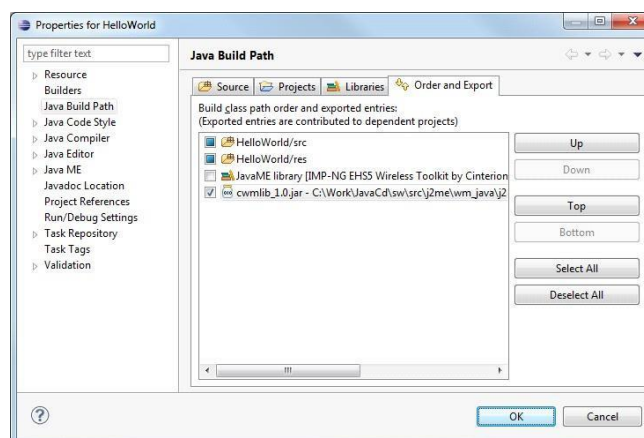 Properties for HelloWorld
type filter text
Resource
Builders
Java Build Path
Java Code Style
Java Compiler
Java Editor
Java ME
Javadoc Location
Project References
Run/Debug Settings
Task Repository
Task Tags
Validation
Java Build Path
Source Projects Libraries Order and Export
Build class path order and exported entries:
(Exported entries are contributed to dependent projects)
HelloWorld/src
HelloWorld/res
JavaME library [IMP-NG EHS5 Wireless Toolkit by Cinterion
cwmlib_1.0.jar - C:\Work\JavaCd\sw\src\j2me\wm_java\j2
Up
Down
Top
Bottom
Select All
Deselect All
OK Cancel